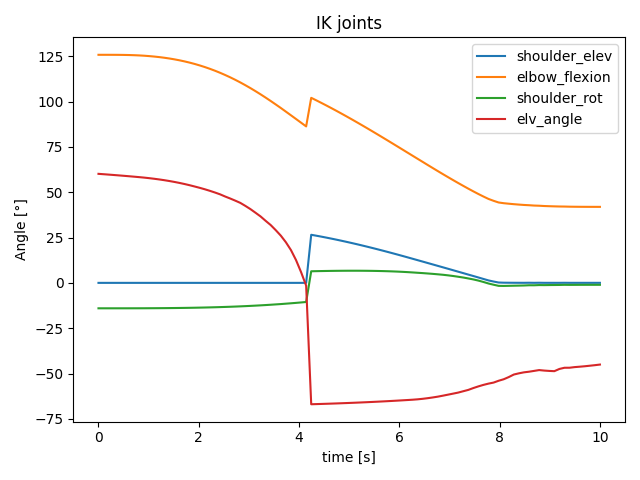 IK joints
125
100
75
50
25
0
−25
−50
−75
Angle [°]
0
2
4
6
8
10
time [s]
shoulder_elev
elbow_flexion
shoulder_rot
elv_angle